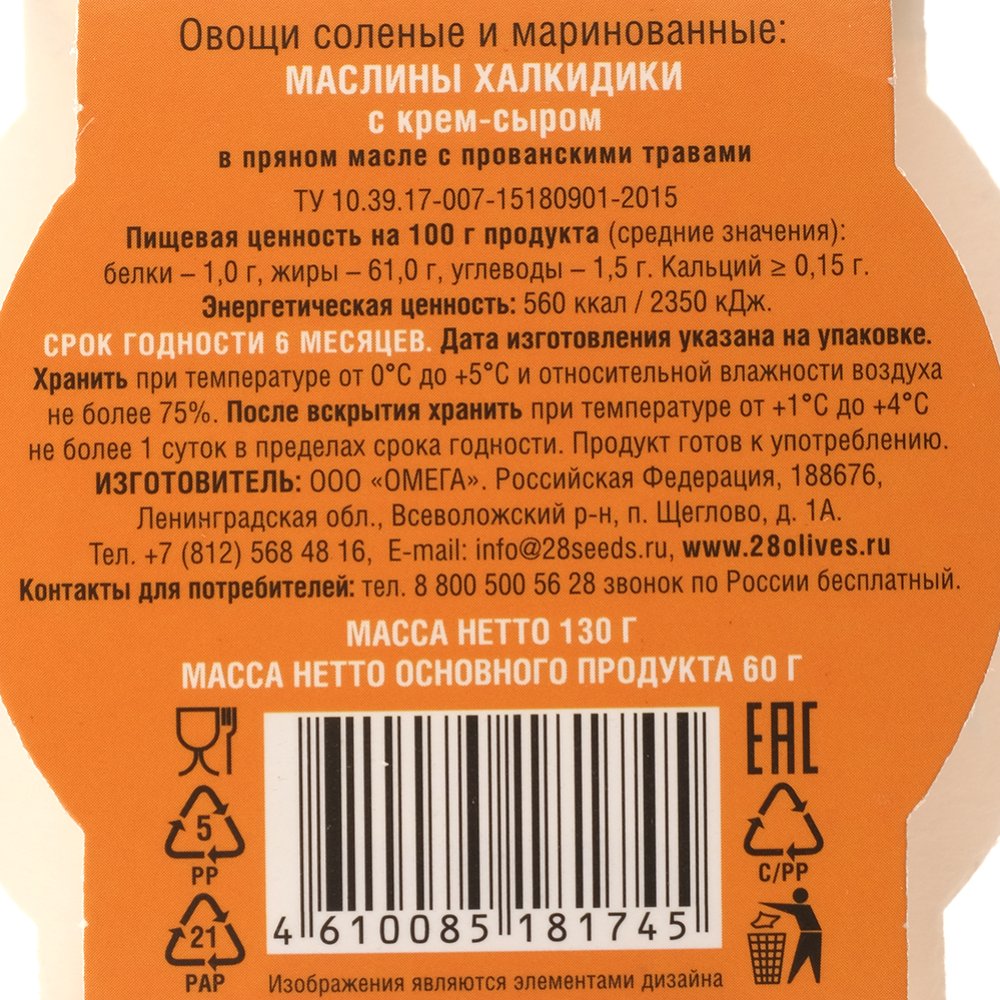 Овощи соленые и маринованные:
МАСЛИНЫ ХАЛКИДИКИ
с крем-сыром
в пряном масле с прованскими травами
ТУ 10.39.17-007-15180901-2015
Пищевая ценность на 100 г продукта (средние значения):
белки – 1,0 г, жиры – 61,0 г, углеводы – 1,5 г. Кальций ≥ 0,15 г.
Энергетическая ценность: 560 ккал / 2350 кДж.
СРОК ГОДНОСТИ 6 МЕСЯЦЕВ. Дата изготовления указана на упаковке.
Хранить при температуре от 0°С до +5°С и относительной влажности воздуха
не более 75%. После вскрытия хранить при температуре от +1°С до +4°С
не более 1 суток в пределах срока годности. Продукт готов к употреблению.
ИЗГОТОВИТЕЛЬ: ООО «ОМЕГА». Российская Федерация, 188676,
Ленинградская обл., Всеволожский р-н, п. Щеглово, д. 1А.
Тел. +7 (812) 568 48 16, E-mail: info@28seeds.ru, www.28olives.ru
Контакты для потребителей: тел. 8 800 500 56 28 звонок по России бесплатный.
МАССА НЕТТО 130 Г
МАССА НЕТТО ОСНОВНОГО ПРОДУКТА 60 Г
EAC
5
PP
C/PP
21
PAP
4 610085 181745
Изображения являются элементами дизайна